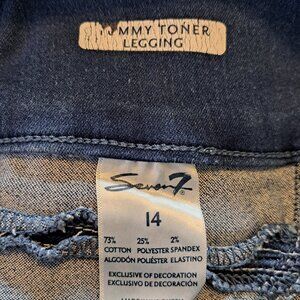 TUMMY TONER
LEGGING
Seven7
14
73% 25% 2%
COTTON POLYESTER SPANDEX
ALGODÓN POLIÉSTER ELASTINO
EXCLUSIVE OF DECORATION
EXCLUSIVO DE DECORACIÓN